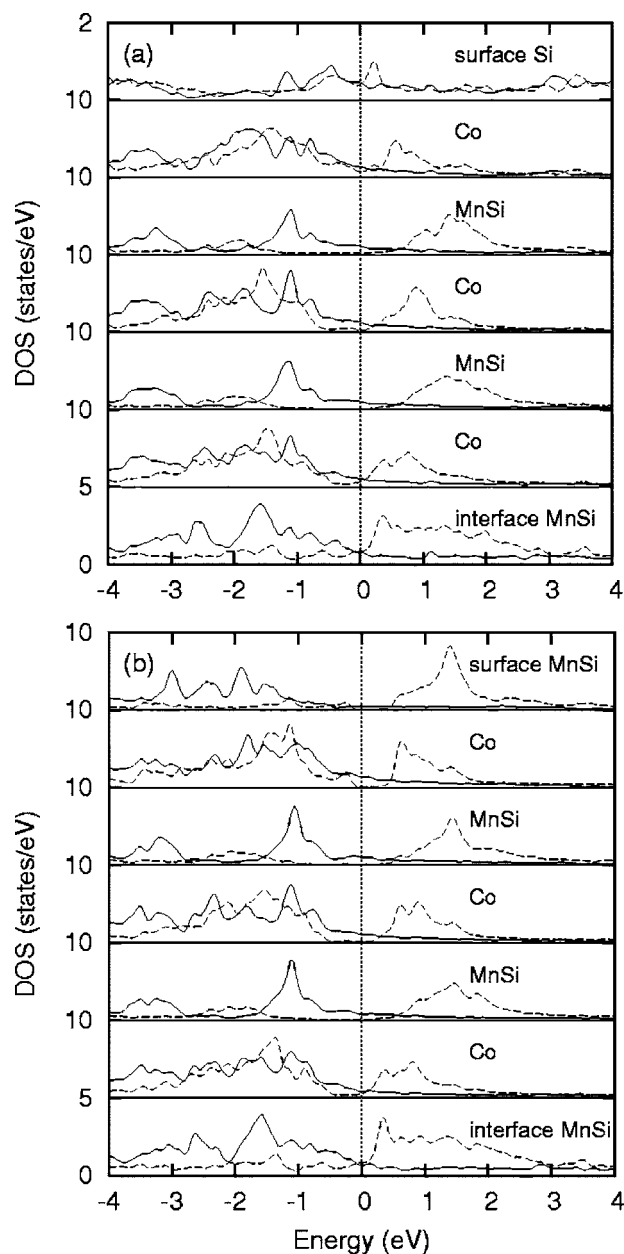 2
(a)
surface Si
10
Co
10
MnSi
10
Co
10
MnSi
10
Co
5
interface MnSi
0
-4 -3 -2 -1 0 1 2 3 4
DOS (states/eV)
10
(b)
surface MnSi
10
Co
10
MnSi
10
Co
10
MnSi
10
Co
5
interface MnSi
0
-4 -3 -2 -1 0 1 2 3 4
DOS (states/eV)
Energy (eV)